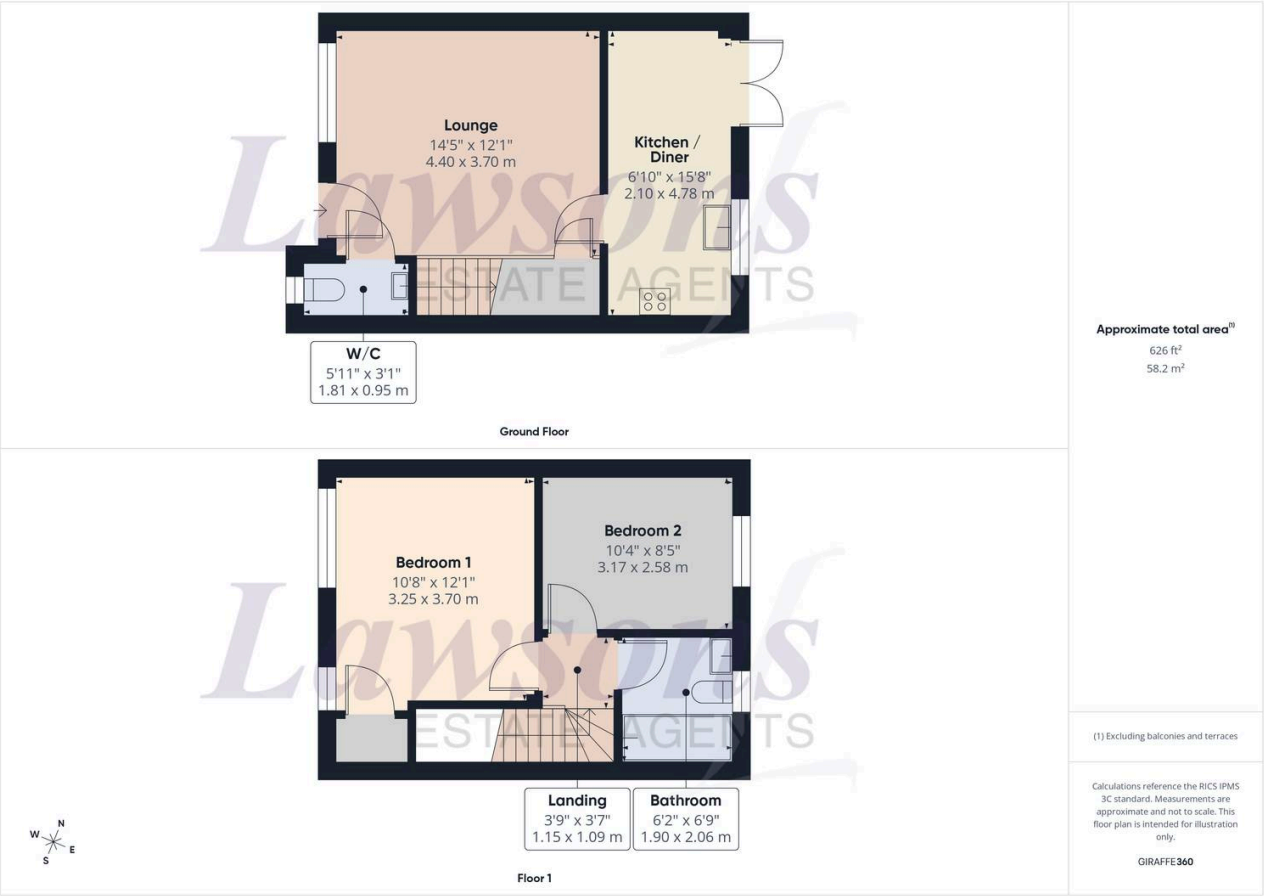 Lounge
14'5" x 12'1"
4.40 x 3.70 m
Kitchen /
Diner
6'10" x 15'8"
2.10 x 4.78 m
Lawsons
ESTATE AGENTS
W/C
5'11" x 3'1"
1.81 x 0.95 m
Ground Floor
Approximate total area(1)
626 ft²
58.2 m²
Bedroom 1
10'8" x 12'1"
3.25 x 3.70 m
Bedroom 2
10'4" x 8'5"
3.17 x 2.58 m
Lawsons
ESTATE AGENTS
Landing
3'9" x 3'7"
1.15 x 1.09 m
Bathroom
6'2" x 6'9"
1.90 x 2.06 m
N
W
E
S
Floor 1
(1) Excluding balconies and terraces
Calculations reference the RICS IPMS
3C standard. Measurements are
approximate and not to scale. This
floor plan is intended for illustration
only.
GIRAFFE360